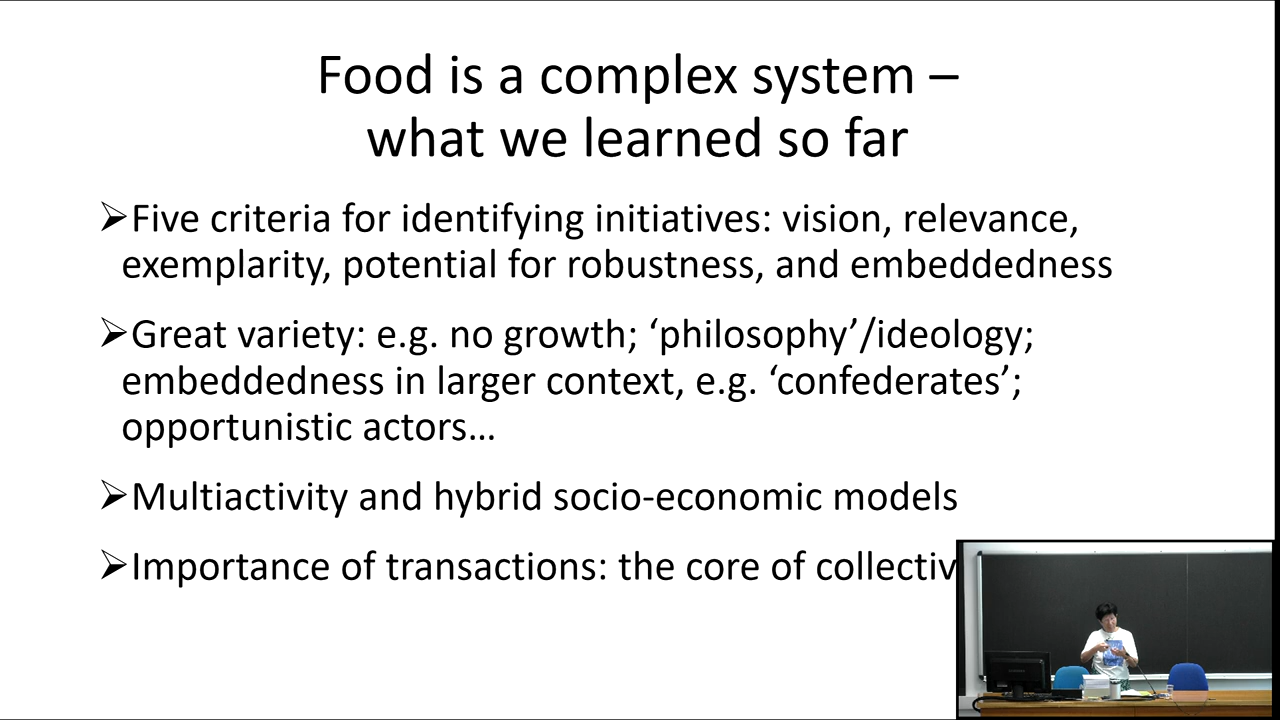 Food is a complex system –
what we learned so far
➢Five criteria for identifying initiatives: vision, relevance,
exemplarity, potential for robustness, and embeddedness
➢Great variety: e.g. no growth; ‘philosophy’/ideology;
embeddedness in larger context, e.g. ‘confederates’;
opportunistic actors…
➢Multiactivity and hybrid socio-economic models
➢Importance of transactions: the core of collectiv